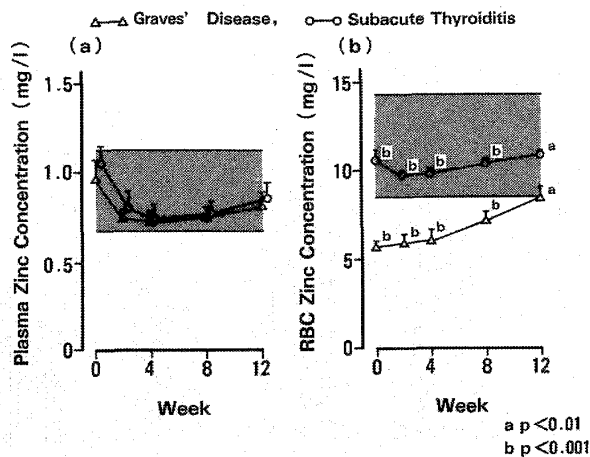 Graves' Disease, Subacute Thyroiditis
(a)
Plasma Zinc Concentration (mg/l)
1.5
1.0
0.5
0
0 4 8 12
Week
(b)
RBC Zinc Concentration (mg/l)
15
10
5
0
b b b b a
b b b b a
0 4 8 12
Week
a p<0.01
b p<0.001